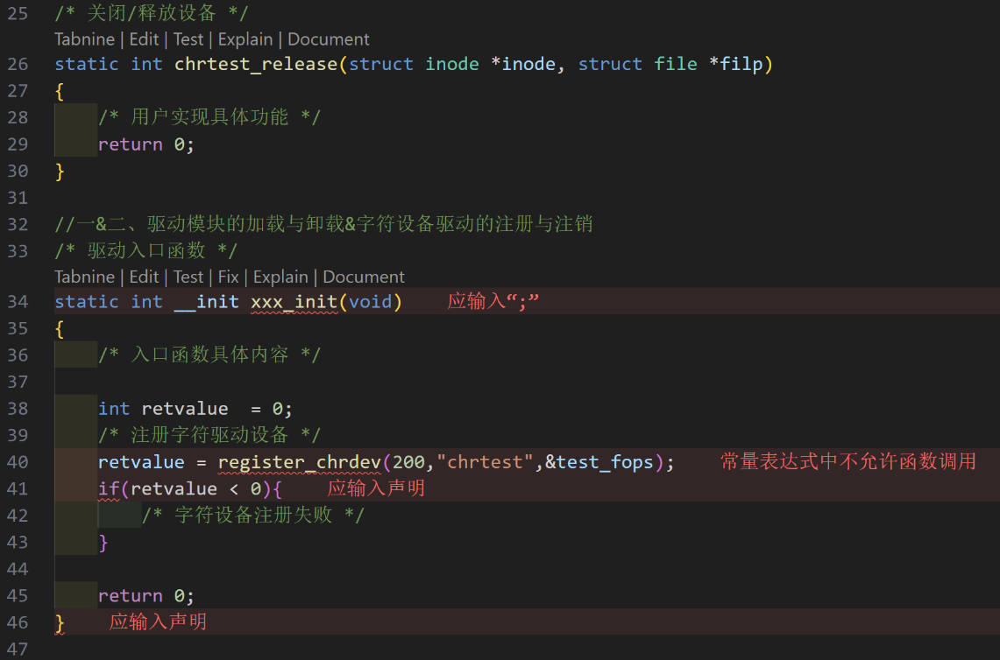 25 /* 关闭/释放设备 */
Tabnine | Edit | Test | Explain | Document
26 static int chrtest_release(struct inode *inode, struct file *filp)
27 {
28 /* 用户实现具体功能 */
29 return 0;
30 }
31
32 //一&二、驱动模块的加载与卸载&字符设备驱动的注册与注销
33 /* 驱动入口函数 */
Tabnine | Edit | Test | Fix | Explain | Document
34 static int __init xxx_init(void) 应输入“;”
35 {
36 /* 入口函数具体内容 */
37
38 int retvalue  = 0;
39 /* 注册字符驱动设备 */
40 retvalue = register_chrdev(200,"chrtest",&test_fops); 常量表达式中不允许函数调用
41 if(retvalue < 0){ 应输入声明
42 /* 字符设备注册失败 */
43 }
44
45 return 0;
46 } 应输入声明
47